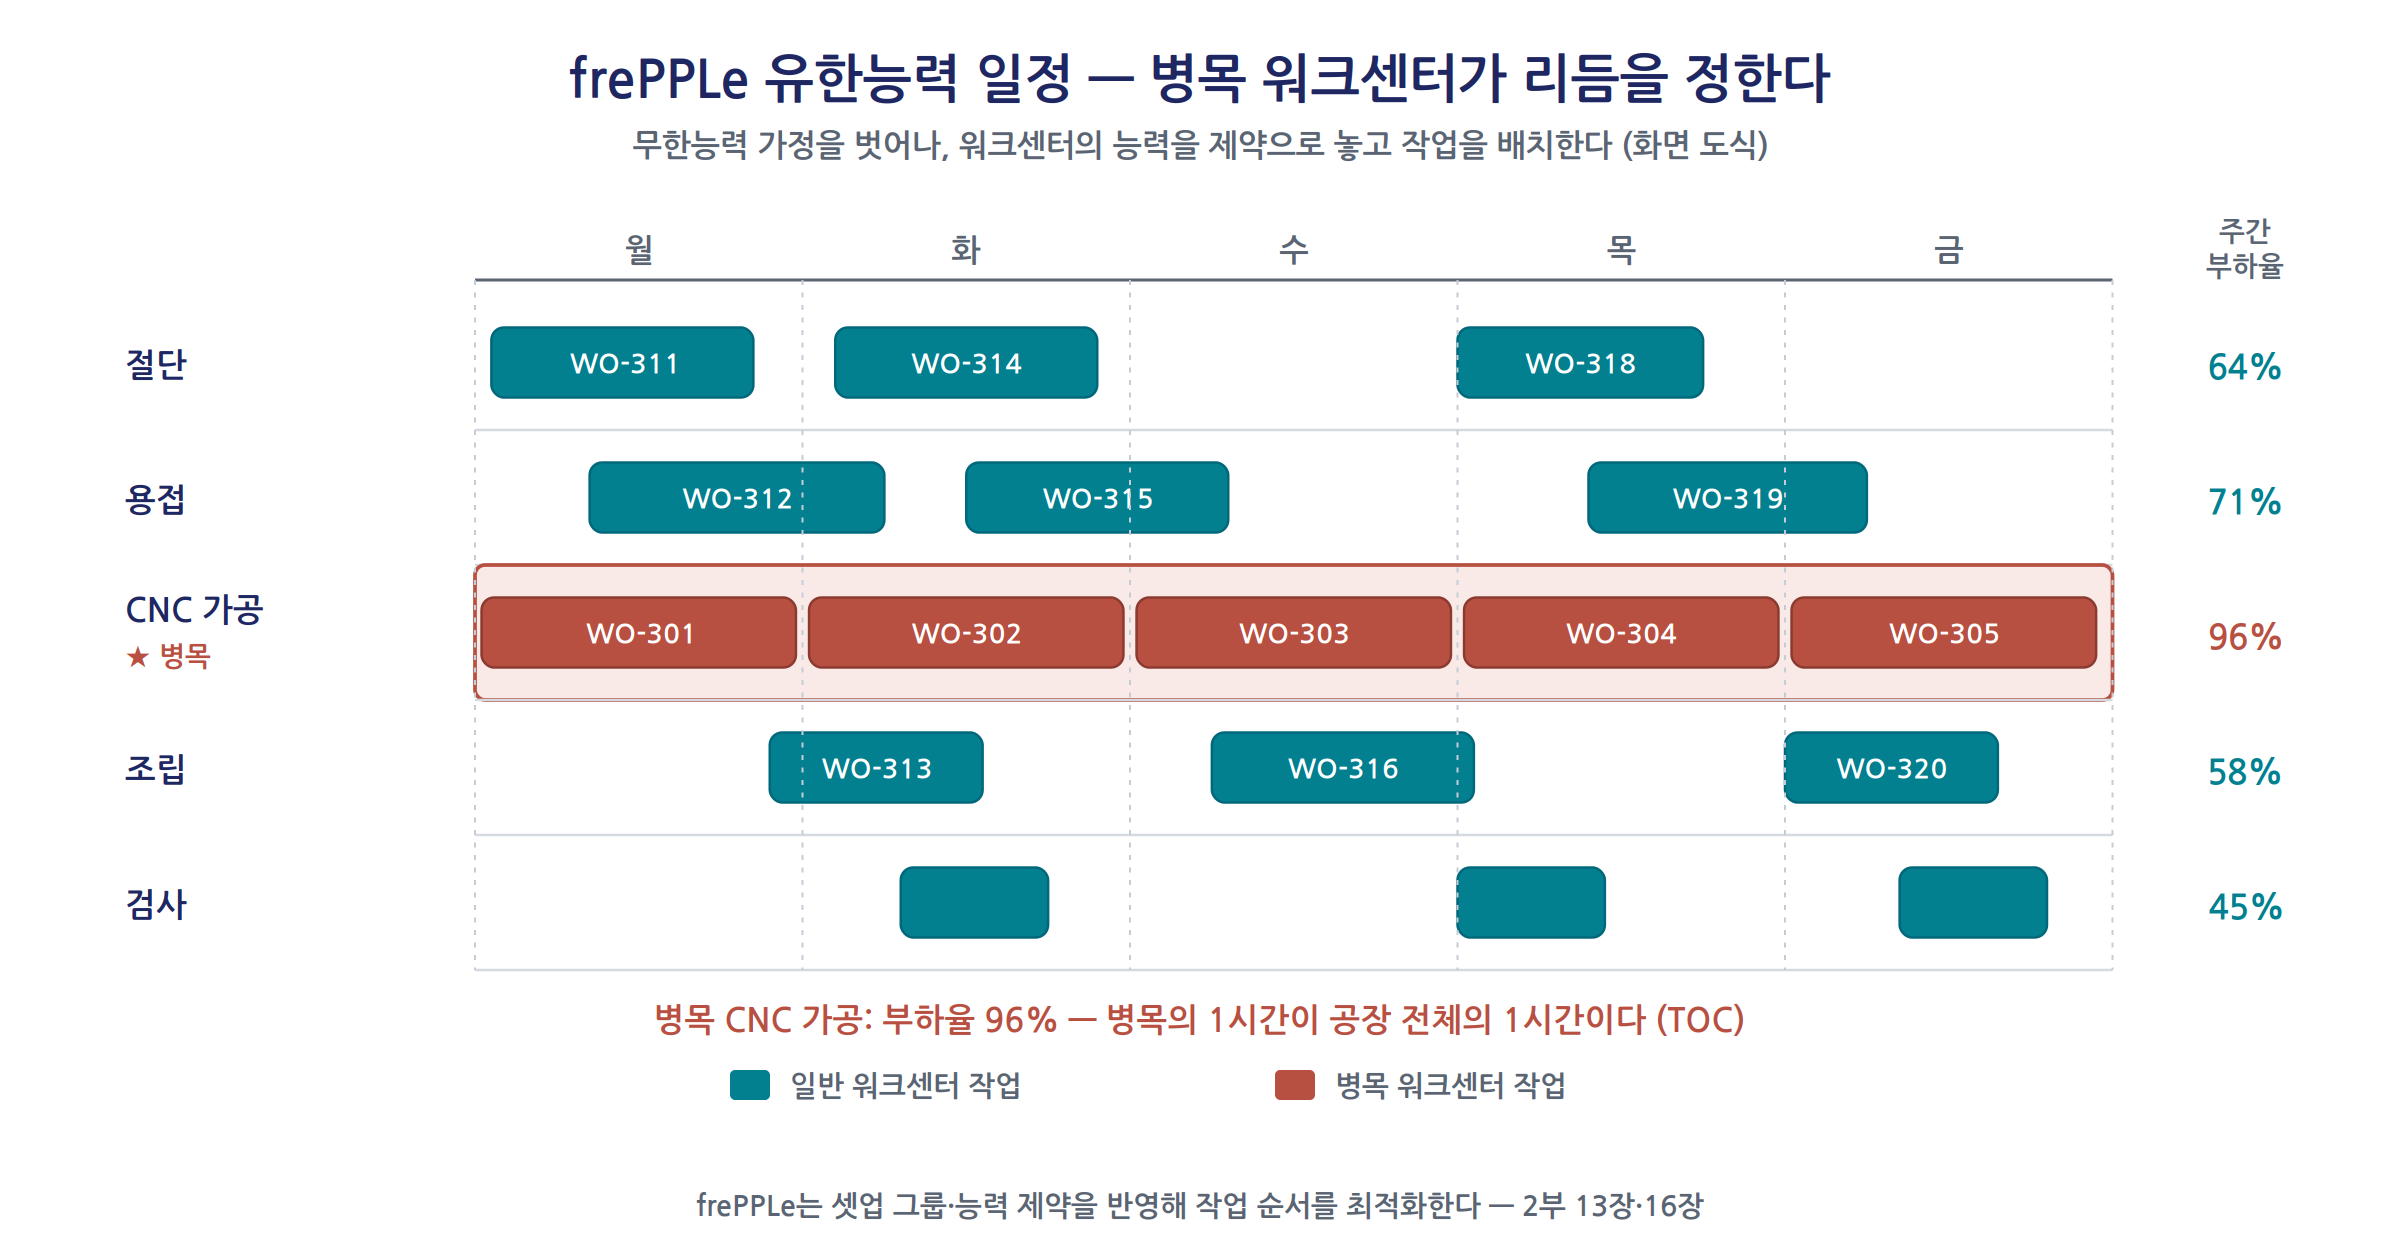 frePPLe 유한능력 일정 — 병목 워크센터가 리듬을 정한다
무한능력 가정을 벗어나, 워크센터의 능력을 제약으로 놓고 작업을 배치한다 (화면 도식)
월 화 수 목 금 주간
부하율
절단 WO-311 WO-314 WO-318 64%
용접 WO-312 WO-315 WO-319 71%
CNC 가공 WO-301 WO-302 WO-303 WO-304 WO-305 96%
★ 병목
조립 WO-313 WO-316 WO-320 58%
검사 45%
병목 CNC 가공: 부하율 96% — 병목의 1시간이 공장 전체의 1시간이다 (TOC)
일반 워크센터 작업 병목 워크센터 작업
frePPLe는 셋업 그룹·능력 제약을 반영해 작업 순서를 최적화한다 — 2부 13장·16장